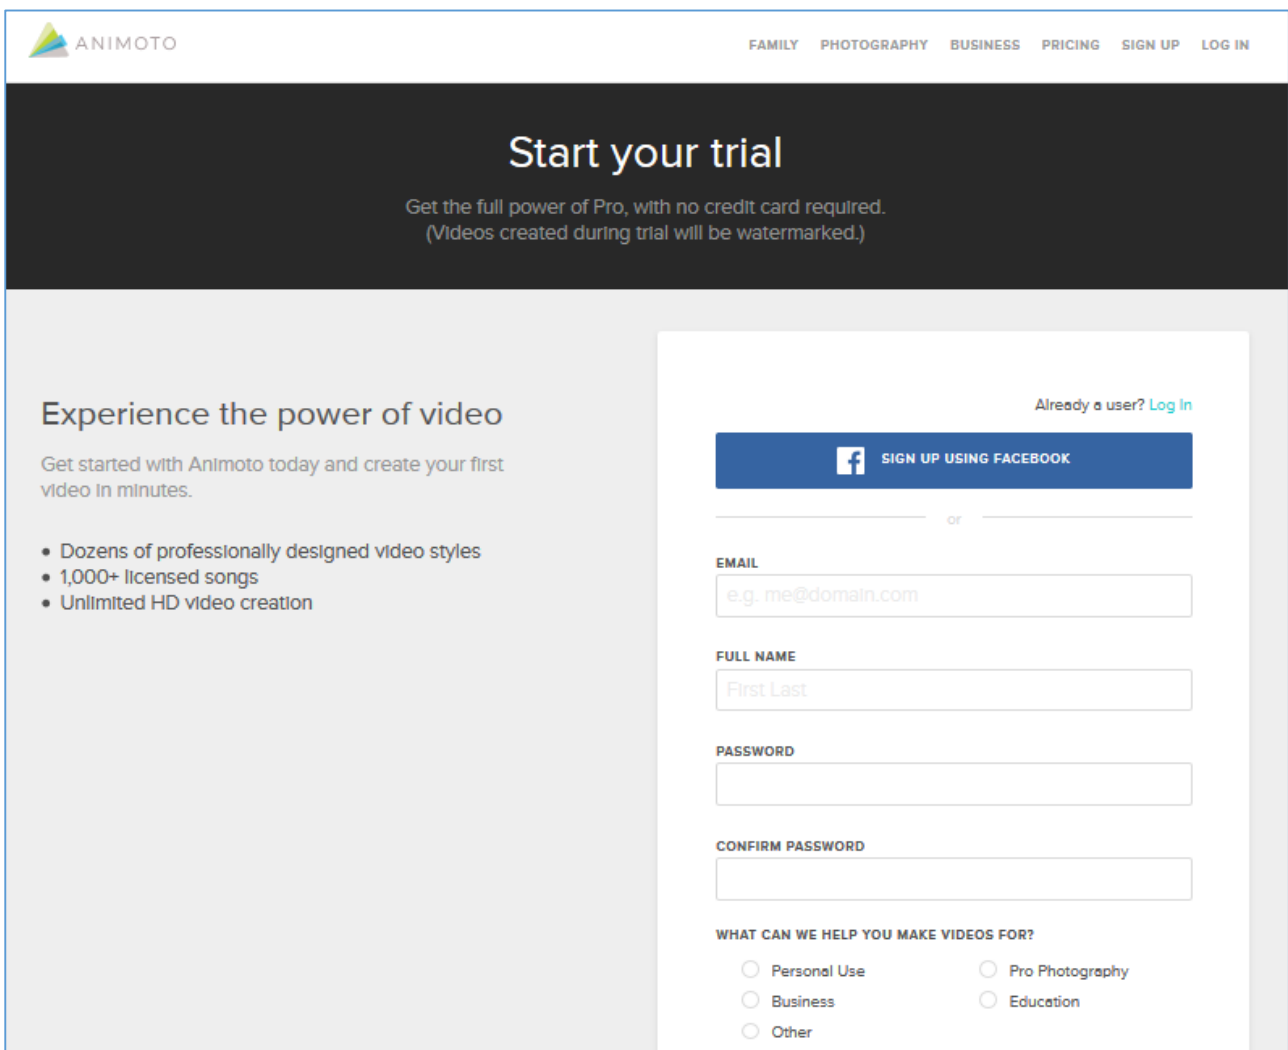 ANIMOTO
FAMILY PHOTOGRAPHY BUSINESS PRICING SIGN UP LOG IN
Start your trial
Get the full power of Pro, with no credit card required.
(Videos created during trial will be watermarked.)
Experience the power of video
Get started with Animoto today and create your first
video in minutes.
• Dozens of professionally designed video styles
• 1,000+ licensed songs
• Unlimited HD video creation
Already a user? Log In
SIGN UP USING FACEBOOK
or
EMAIL
e.g. me@domain.com
FULL NAME
First Last
PASSWORD
CONFIRM PASSWORD
WHAT CAN WE HELP YOU MAKE VIDEOS FOR?
Personal Use Pro Photography
Business Education
Other